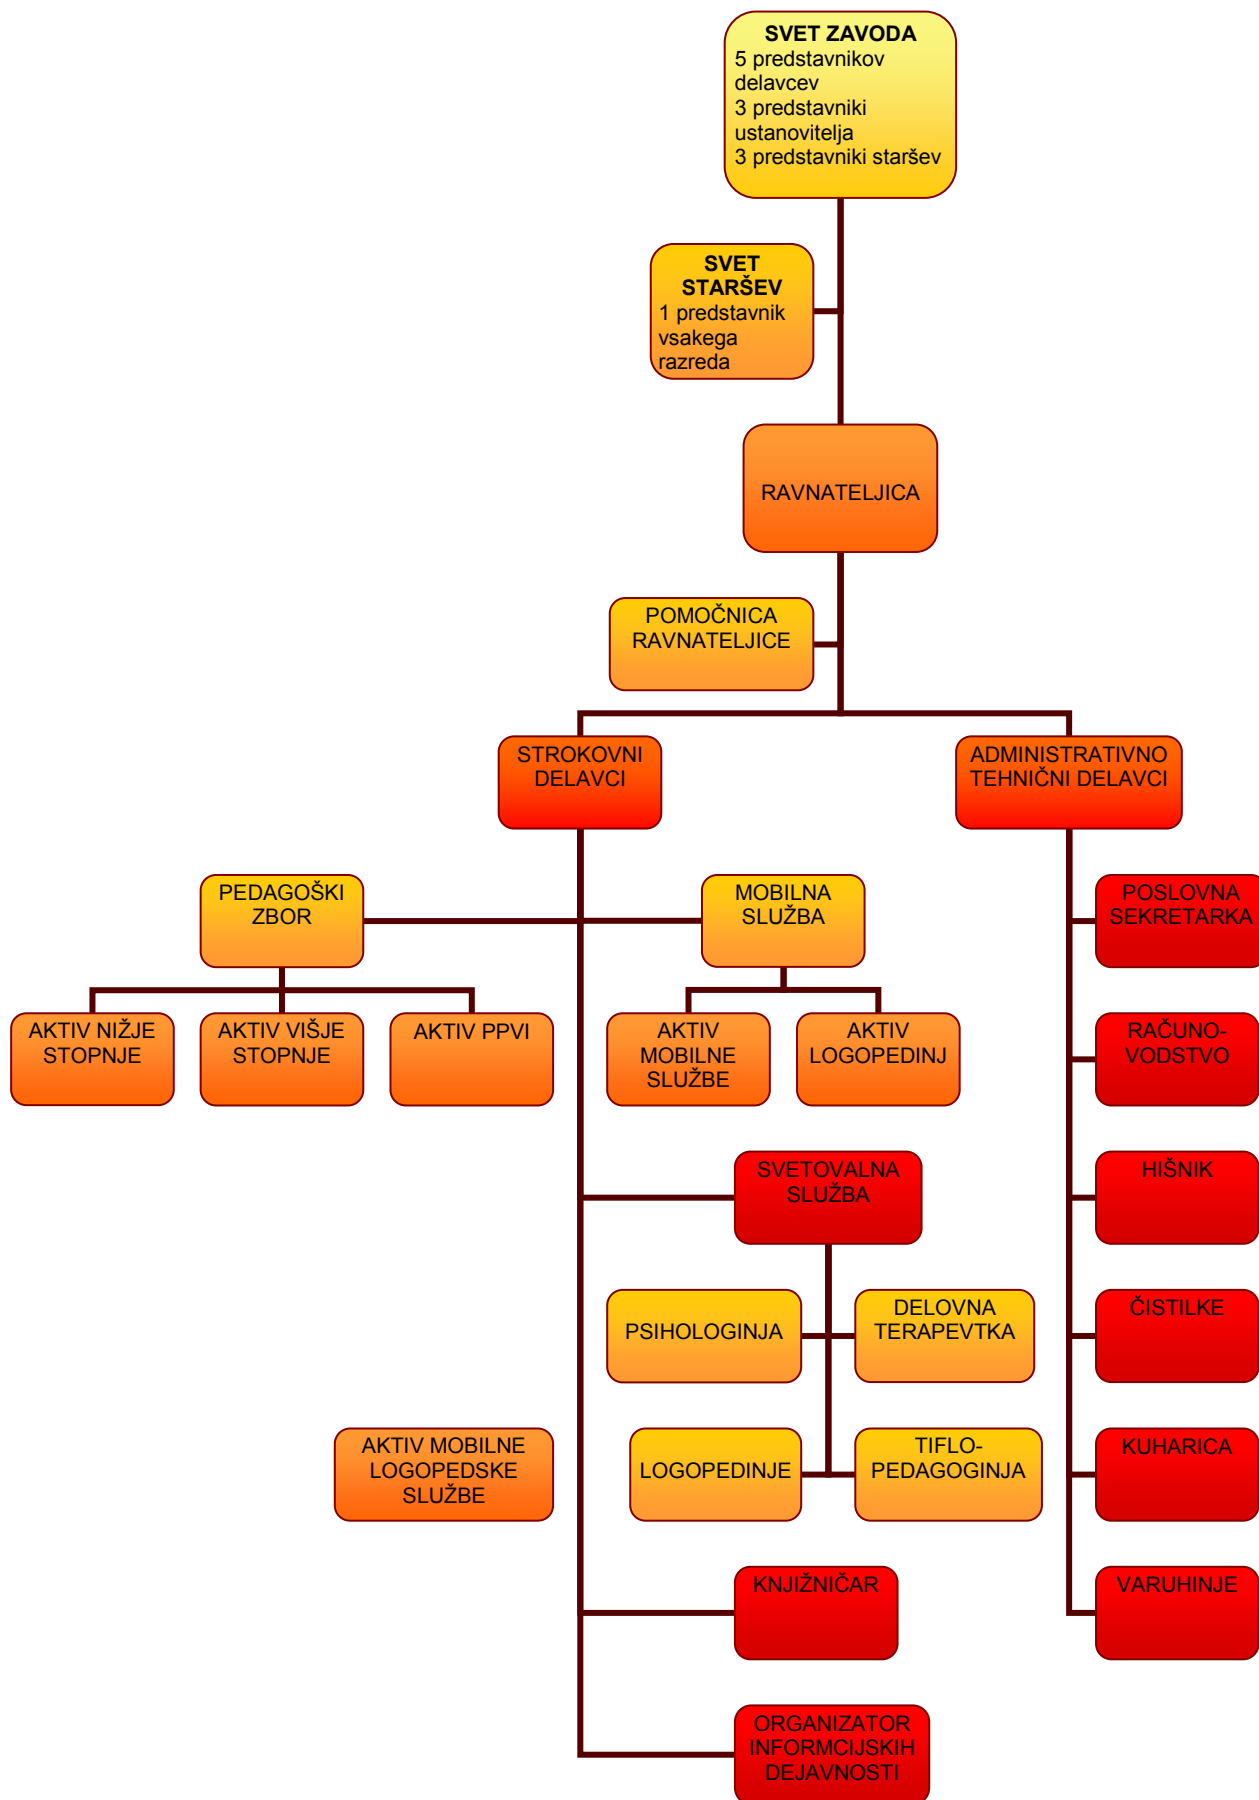 SVET ZAVODA
5 predstavnikov
delavcev
3 predstavniki
ustanovitelja
3 predstavniki staršev
SVET
STARŠEV
1 predstavnik
vsakega
razreda
RAVNATELJICA
POMOČNICA
RAVNATELJICE
STROKOVNI
DELAVCI
ADMINISTRATIVNO
TEHNIČNI DELAVCI
PEDAGOŠKI
ZBOR
MOBILNA
SLUŽBA
POSLOVNA
SEKRETARKA
AKTIV NIŽJE
STOPNJE
AKTIV VIŠJE
STOPNJE
AKTIV PPVI
AKTIV
MOBILNE
SLUŽBE
AKTIV
LOGOPEDINJ
RAČUNO-
VODSTVO
SVETOVALNA
SLUŽBA
HIŠNIK
PSIHOLOGINJA
DELOVNA
TERAPEVTKA
ČISTILKE
AKTIV MOBILNE
LOGOPEDSKE
SLUŽBE
LOGOPEDINJE
TIFLO-
PEDAGOGINJA
KUHARICA
KNJIŽNIČAR
VARUHINJE
ORGANIZATOR
INFORMCIJSKIH
DEJAVNOSTI